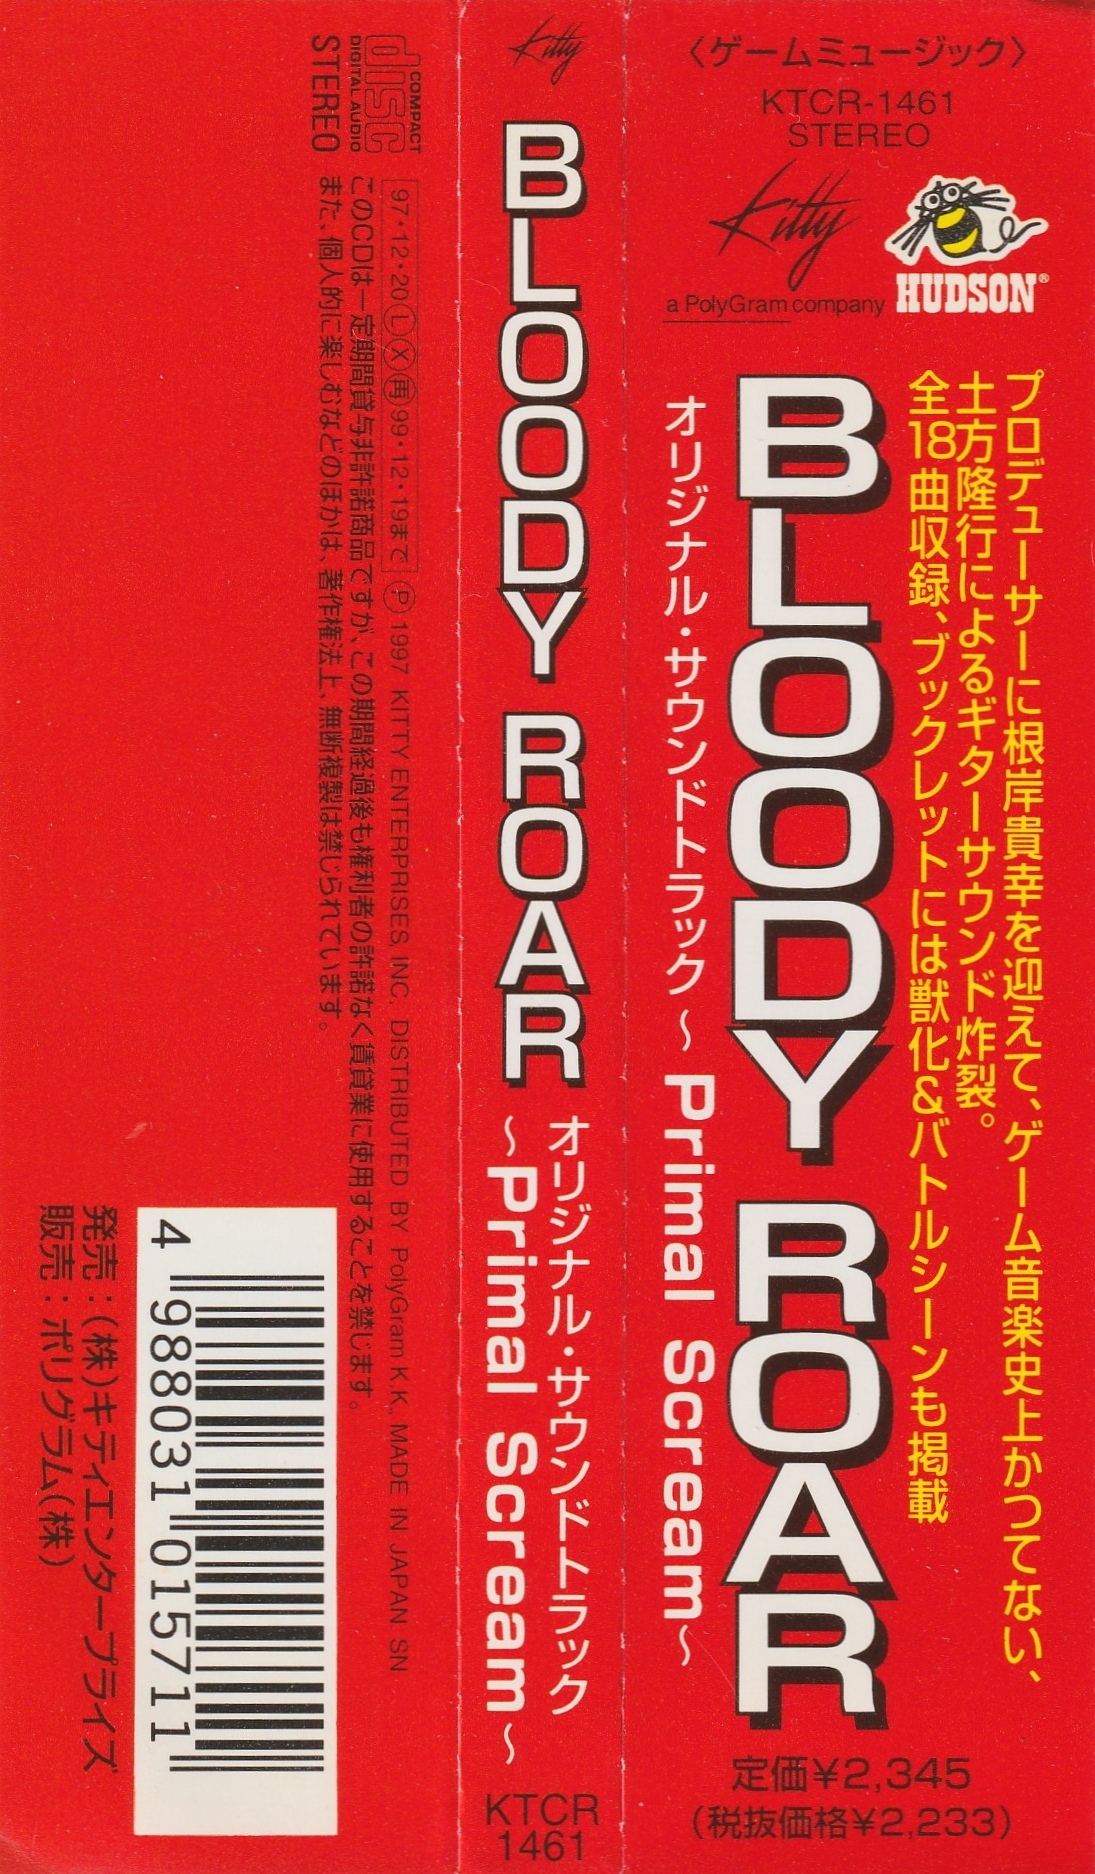 〈ゲームミュージック〉
KTCR-1461
STEREO
Kitty
a PolyGram company
HUDSON®
プロデューサーに根岸貴幸を迎えて、ゲーム音楽史上かつてない、
土方隆行によるギターサウンド炸裂。
全18曲収録、ブックレットには獣化&バトルシーンも掲載
BLOODY ROAR
オリジナル・サウンドトラック～Primal Scream～
定価¥2,345
(税抜価格¥2,233)
Kitty
BLOODY ROAR
オリジナル・サウンドトラック
～Primal Scream～
KTCR
1461
COMPACT
disc
DIGITAL AUDIO
STEREO
97・12・20Ⓛ Ⓧ ㊢99・12・19まで Ⓟ1997 KITTY ENTERPRISES, INC. DISTRIBUTED BY PolyGram K.K., MADE IN JAPAN SN
このCDは一定期間貸与非許諾商品ですが、この期間経過後も権利者の許諾なく賃貸業に使用することを禁じます。
また、個人的に楽しむなどのほかは、著作権法上、無断複製は禁じられています。
4 988031 015711
発売：(株)キティエンタープライズ
販売：ポリグラム(株)